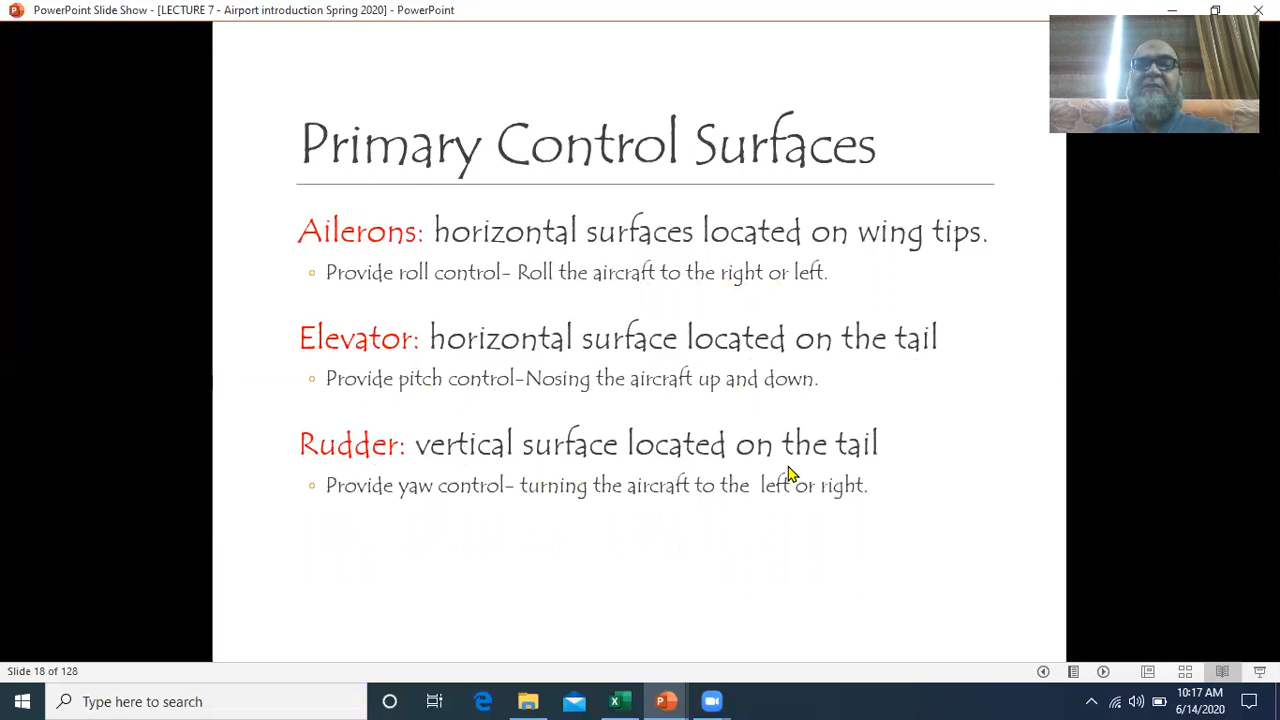 PowerPoint Slide Show - [LECTURE 7 - Airport introduction Spring 2020] - PowerPoint
Primary Control Surfaces
Ailerons: horizontal surfaces located on wing tips.
Provide roll control- Roll the aircraft to the right or left.
Elevator: horizontal surface located on the tail
Provide pitch control-Nosing the aircraft up and down.
Rudder: vertical surface located on the tail
Provide yaw control- turning the aircraft to the left or right.
Slide 18 of 128
Type here to search
10:17 AM
6/14/2020